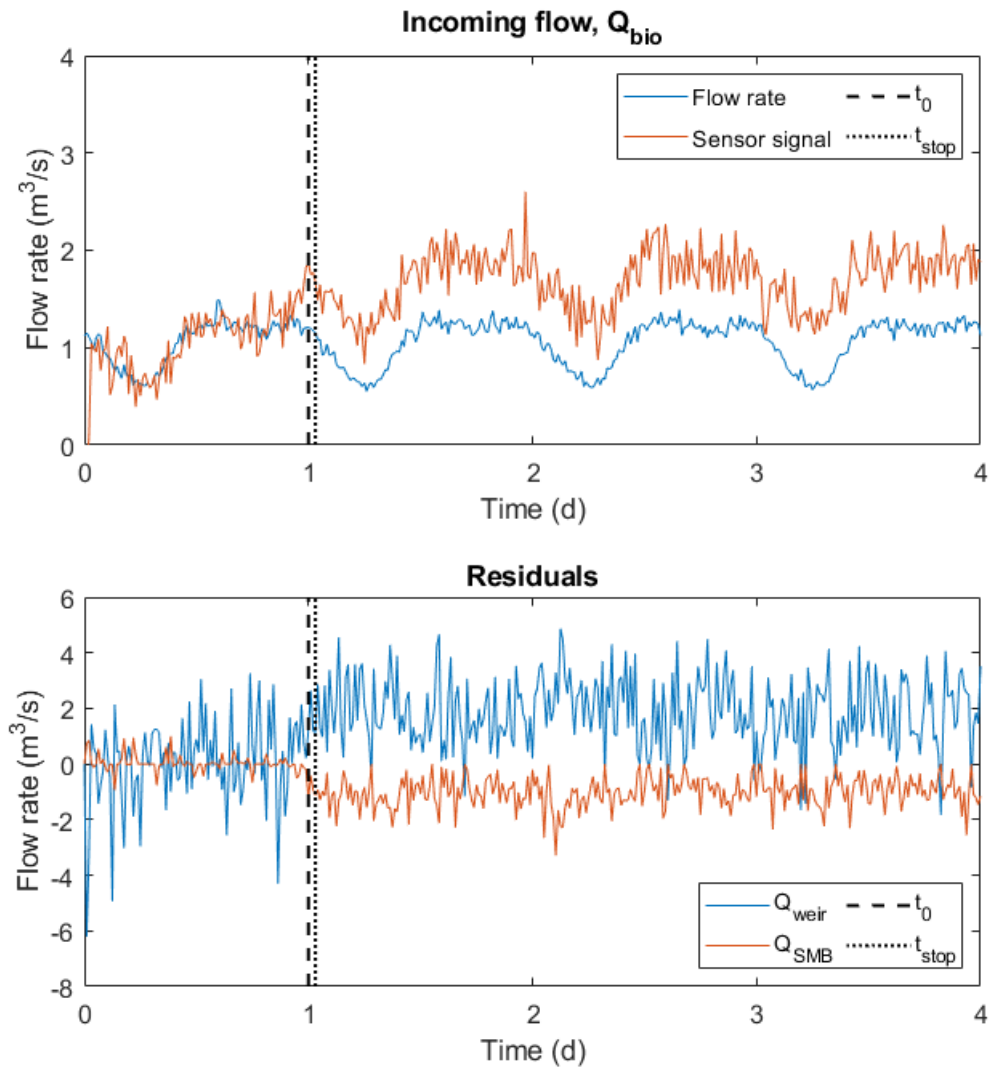 Incoming flow, Q_bio
Flow rate (m^3/s)
4
3
2
1
0
Flow rate
t_0
Sensor signal
t_stop
0
1
2
3
4
Time (d)
Residuals
Flow rate (m^3/s)
6
4
2
0
-2
-4
-6
-8
Q_weir
t_0
Q_SMB
t_stop
0
1
2
3
4
Time (d)